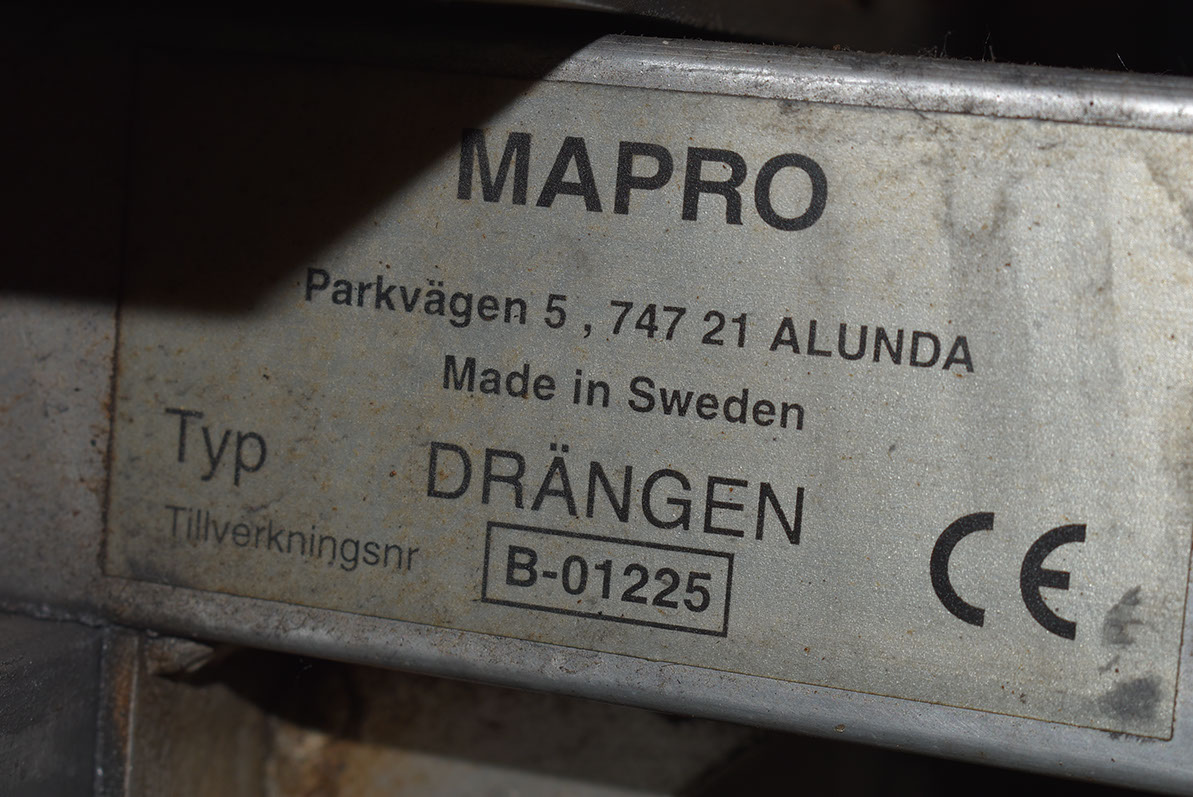 MAPRO
Parkvägen 5 , 747 21 ALUNDA
Made in Sweden
Typ DRÄNGEN
Tillverkningsnr B-01225
CE